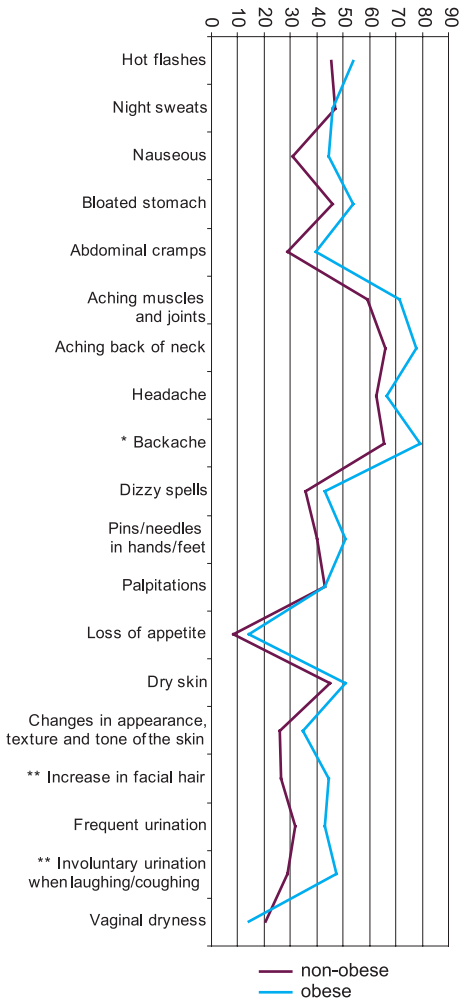 0 10 20 30 40 50 60 70 80 90
Hot flashes
Night sweats
Nauseous
Bloated stomach
Abdominal cramps
Aching muscles
and joints
Aching back of neck
Headache
* Backache
Dizzy spells
Pins/needles
in hands/feet
Palpitations
Loss of appetite
Dry skin
Changes in appearance,
texture and tone of the skin
** Increase in facial hair
Frequent urination
** Involuntary urination
when laughing/coughing
Vaginal dryness
non-obese
obese